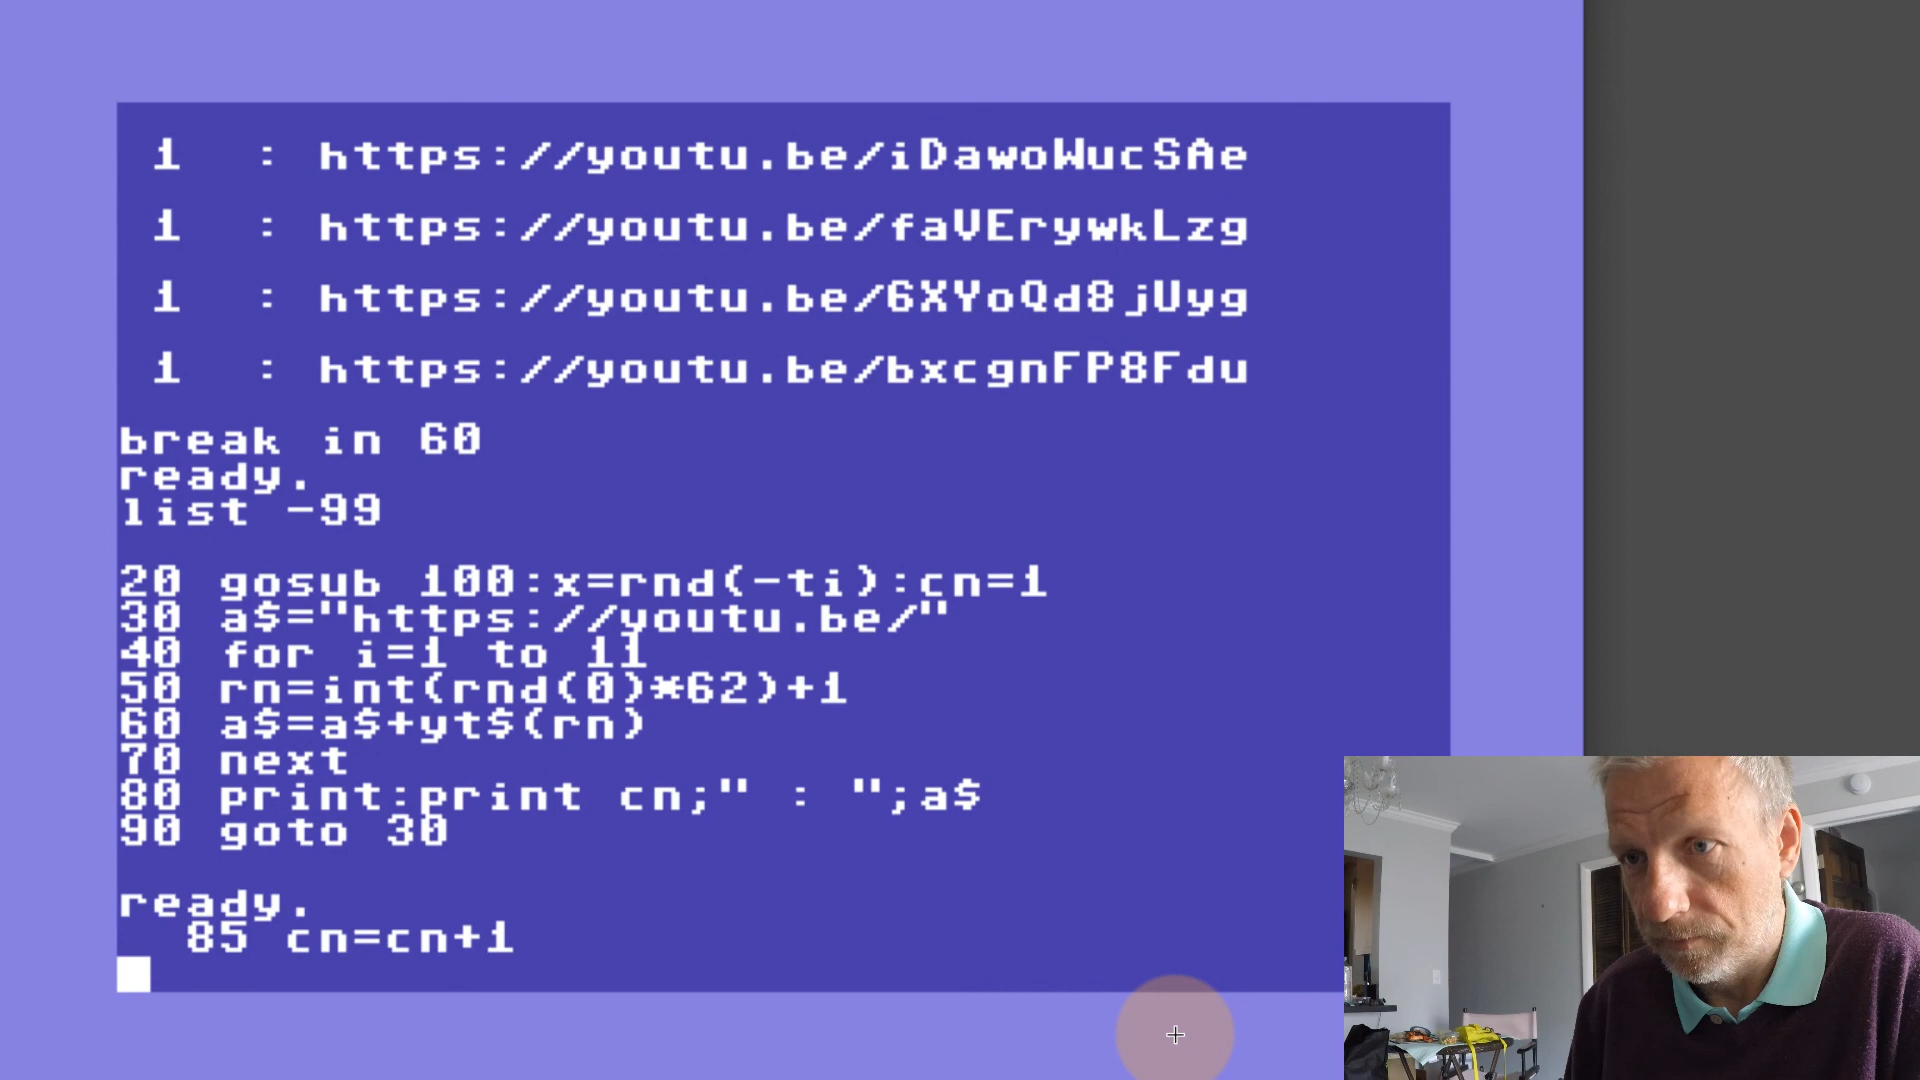 1  : https://youtu.be/iDawoWucSAe
1  : https://youtu.be/faVErywkLzg
1  : https://youtu.be/6XYoQd8jUyg
1  : https://youtu.be/bxcgnFP8Fdu
break in 60
ready.
list -99
20 gosub 100:x=rnd(-ti):cn=1
30 a$="https://youtu.be/"
40 for i=1 to 11
50 rn=int(rnd(0)*62)+1
60 a$=a$+yt$(rn)
70 next
80 print:print cn;" : ";a$
90 goto 30
ready.
85 cn=cn+1